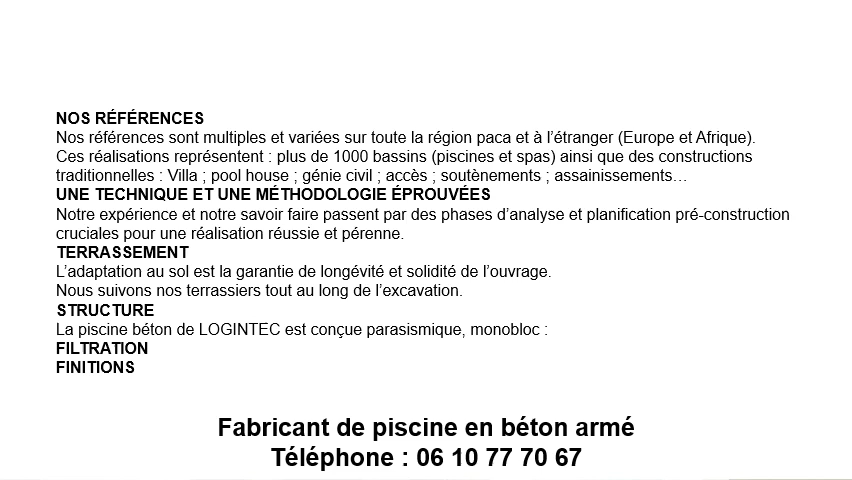 NOS RÉFÉRENCES
Nos références sont multiples et variées sur toute la région paca et à l’étranger (Europe et Afrique).
Ces réalisations représentent : plus de 1000 bassins (piscines et spas) ainsi que des constructions
traditionnelles : Villa ; pool house ; génie civil ; accès ; soutènements ; assainissements…
UNE TECHNIQUE ET UNE MÉTHODOLOGIE ÉPROUVÉES
Notre expérience et notre savoir faire passent par des phases d’analyse et planification pré-construction
cruciales pour une réalisation réussie et pérenne.
TERRASSEMENT
L’adaptation au sol est la garantie de longévité et solidité de l’ouvrage.
Nous suivons nos terrassiers tout au long de l’excavation.
STRUCTURE
La piscine béton de LOGINTEC est conçue parasismique, monobloc :
FILTRATION
FINITIONS
Fabricant de piscine en béton armé
Téléphone : 06 10 77 70 67